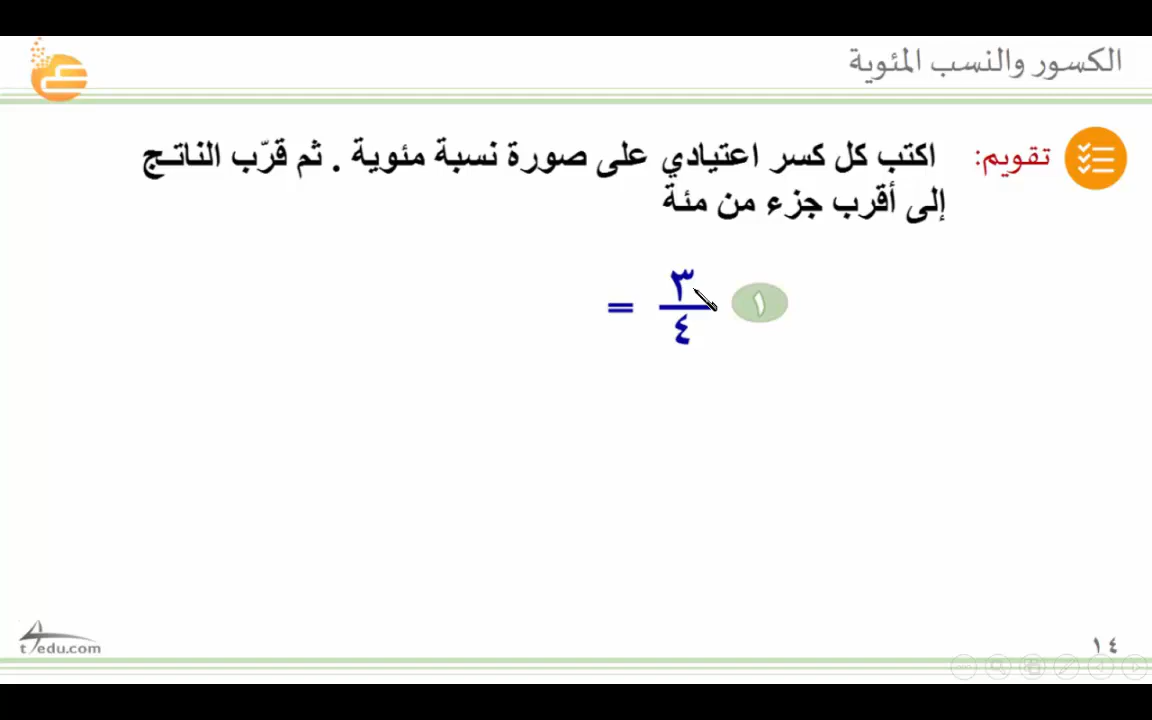 الكسور والنسب المئوية
تقويم: اكتب كل كسر اعتيادي على صورة نسبة مئوية . ثم قرّب الناتج
إلى أقرب جزء من مئة
١ ٣/٤ =
t4edu.com
١٤